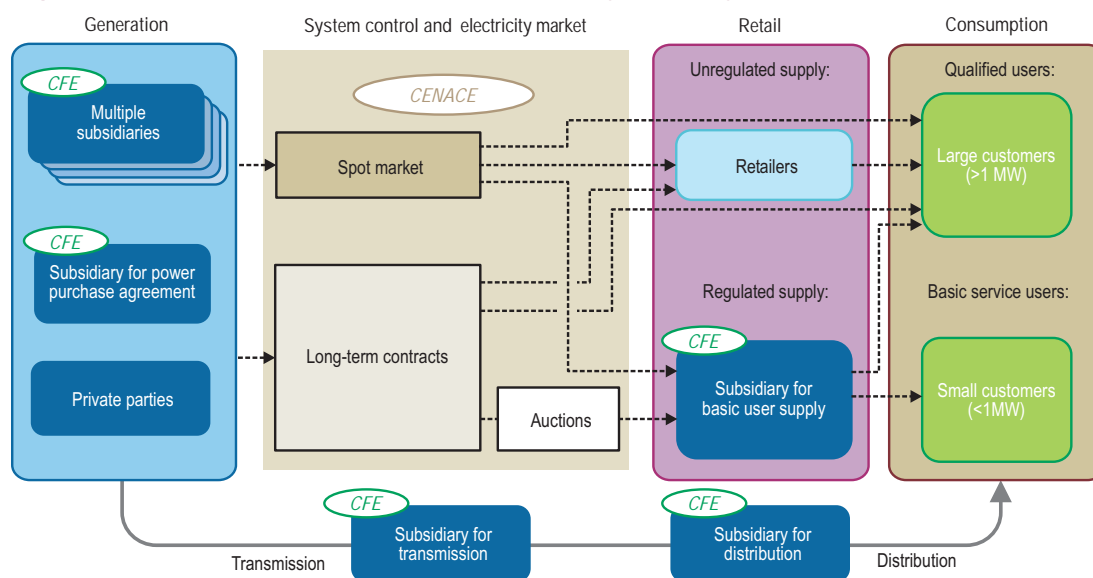 Generation
System control and electricity market
Retail
Consumption
CFE
Multiple
subsidiaries
CENACE
Unregulated supply:
Qualified users:
Spot market
Retailers
Large customers
(>1 MW)
CFE
Subsidiary for power
purchase agreement
Long-term contracts
Regulated supply:
Basic service users:
Private parties
Auctions
CFE
Subsidiary for
basic user supply
Small customers
(<1MW)
CFE
Subsidiary for
transmission
CFE
Subsidiary for
distribution
Transmission
Distribution